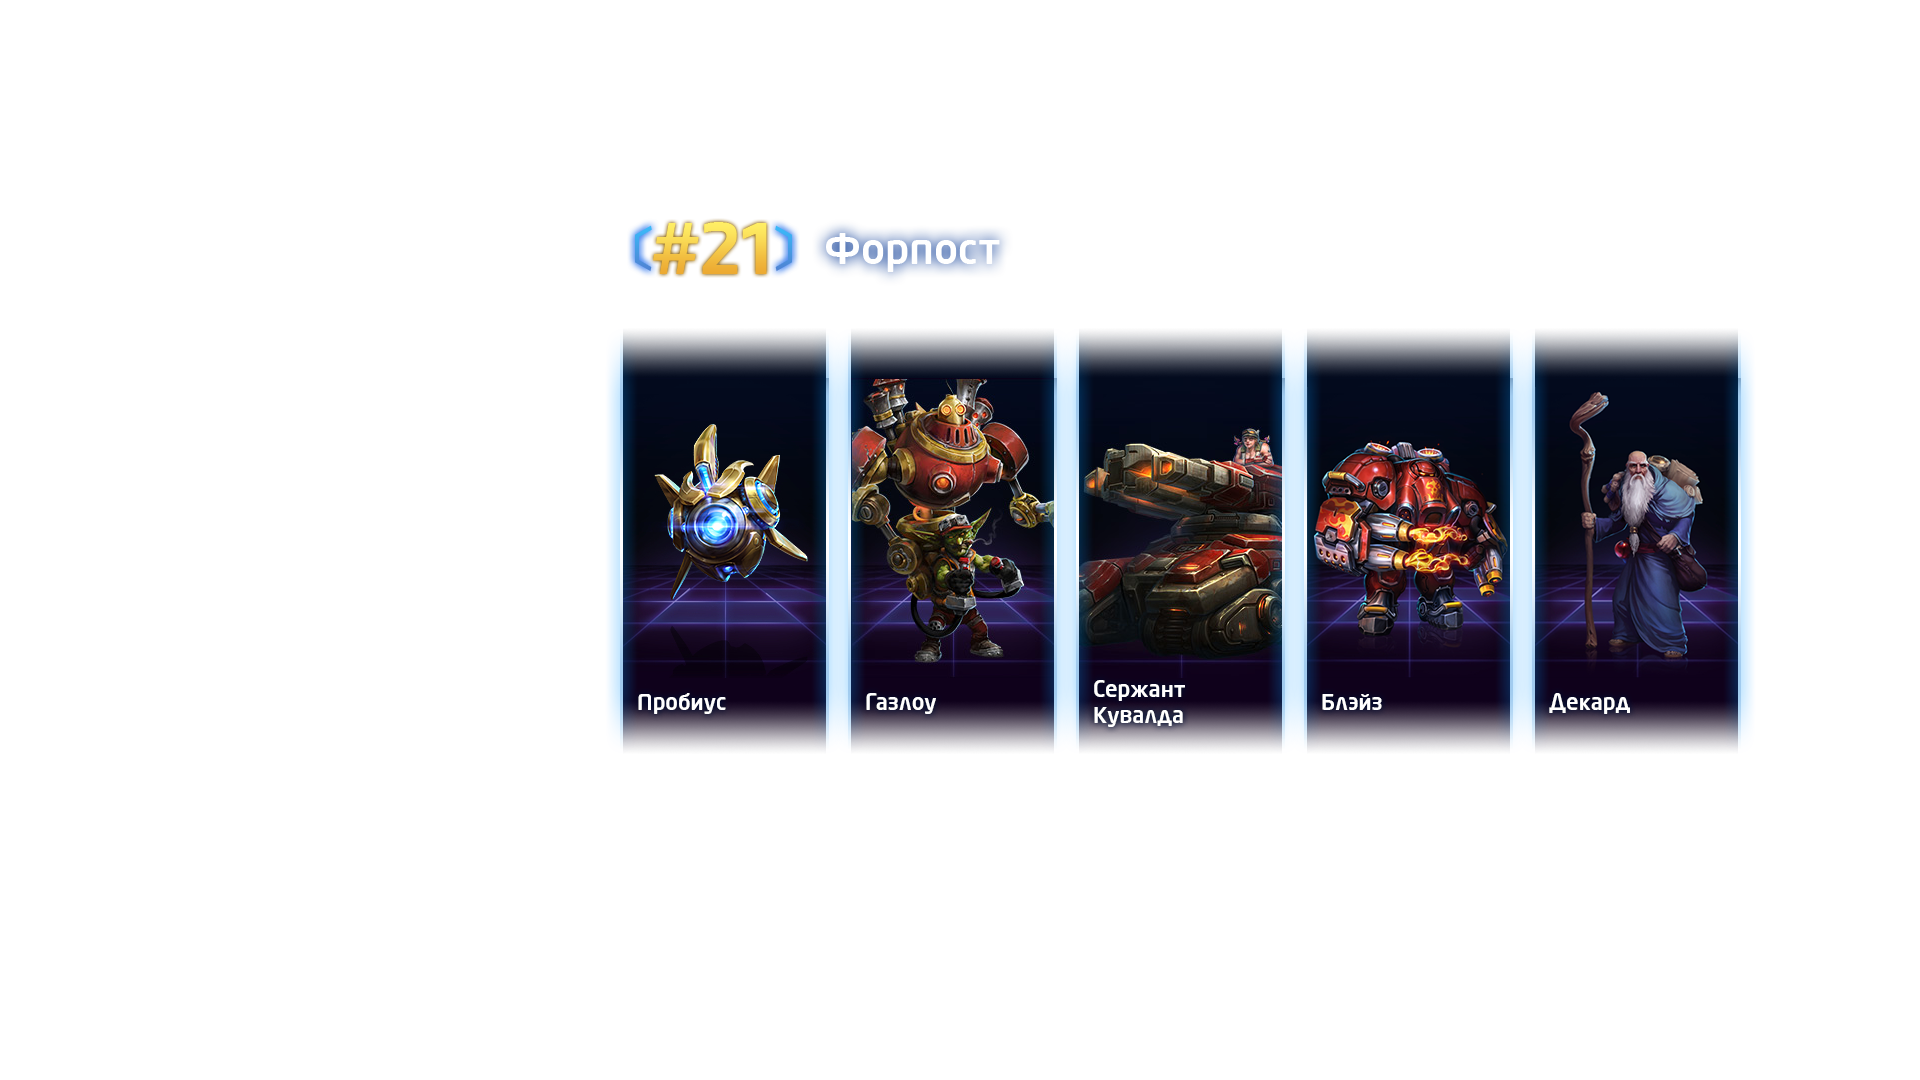 #21 Форпост
Пробиус
Газлоу
Сержант
Кувалда
Блэйз
Декард